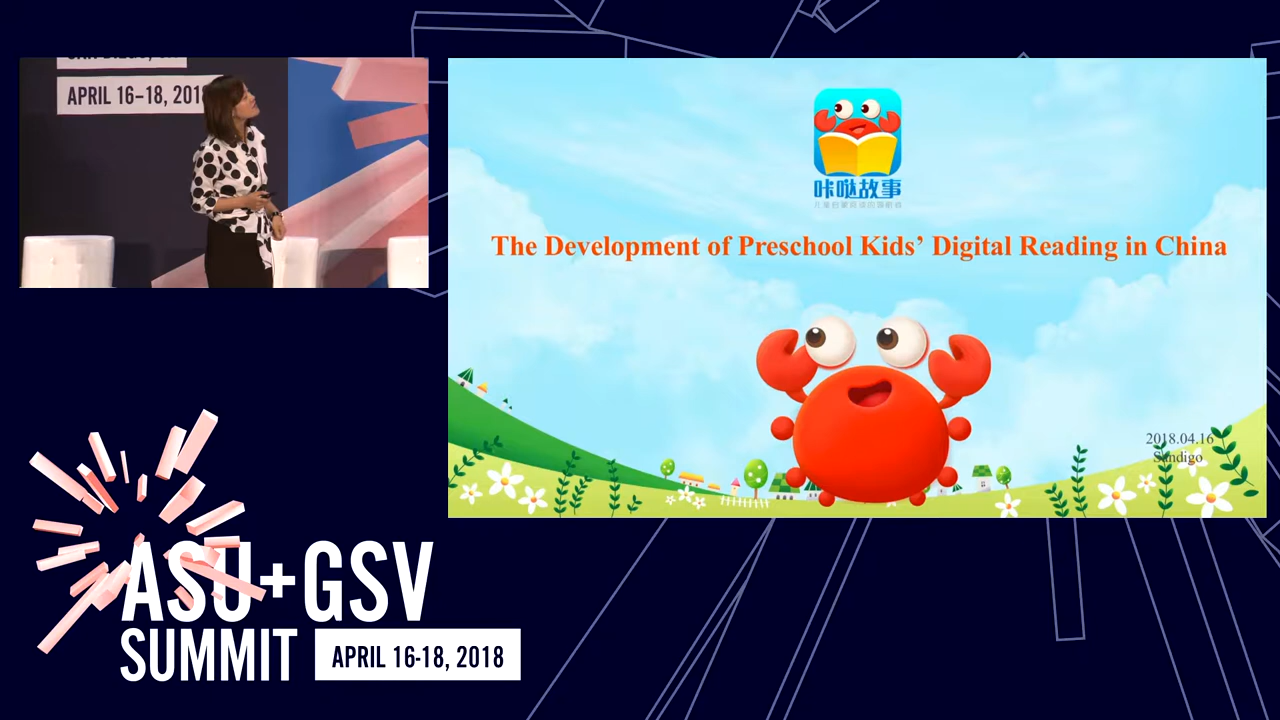 APRIL 16-18, 201
咔哒故事
The Development of Preschool Kids' Digital Reading in China
2018.04.16
Sandigo
ASU+GSV
SUMMIT
APRIL 16-18, 2018